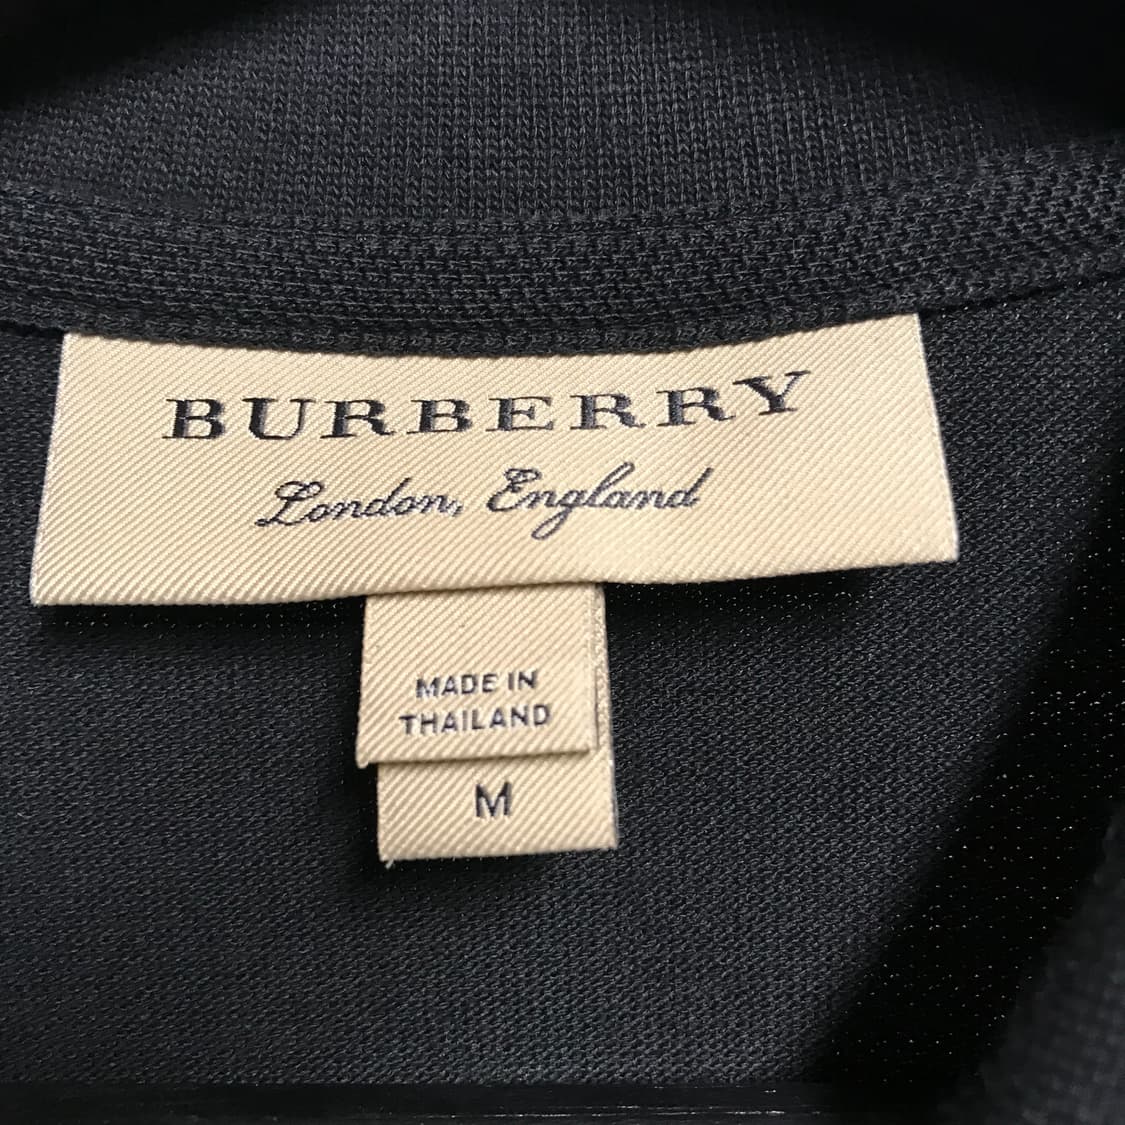 BURBERRY
London, England
MADE IN
THAILAND
M